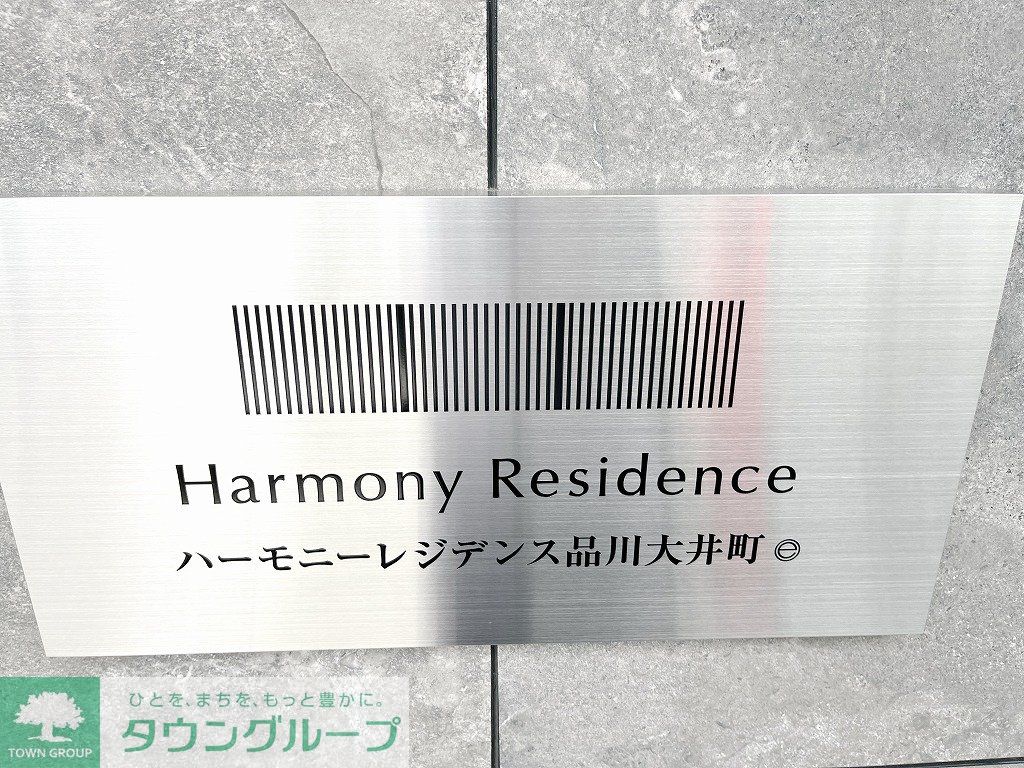 Harmony Residence
ハーモニーレジデンス品川大井町 ⓔ
ひとを、まちを、もっと豊かに。
タウングループ
TOWN GROUP